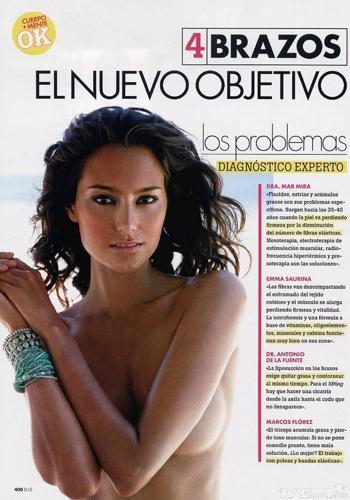 CUERPO
+ MENTE
OK
4 BRAZOS
EL NUEVO OBJETIVO
los problemas
DIAGNÓSTICO EXPERTO
DRA. MAR MIRA
«Flacidez, estrías y acúmulos
grasos son sus problemas espe-
cíficos. Surgen hacia los 35-40
años cuando la piel va perdiendo
firmeza por la disminución
del número de fibras elásticas.
Mesoterapia, electroterapia de
estimulación muscular, radio-
frecuencia hipertérmica y pre-
soterapia son las soluciones».
EMMA SAURINA
«Las fibras van descompactando
el entramado del tejido
cutáneo y el músculo se alarga
perdiendo firmeza y vitalidad.
La iontoforesis y una fórmula a
base de vitaminas, oligoelemen-
tos, minerales y cafeína funcio-
nan muy bien en esa zona».
DR. ANTONIO
DE LA FUENTE
«La liposucción en los brazos
exige quitar grasa y contornear
al mismo tiempo. Para el lifting
hay que hacer una cicatriz
desde la axila hasta el codo que
no desaparece».
MARCOS FLÓREZ
«El tríceps acumula grasa y pier-
de tono muscular. Si no se pone
remedio pronto, tiene mala
solución. ¿Lo mejor? El trabajo
con poleas y bandas elásticas».
400 ELLE